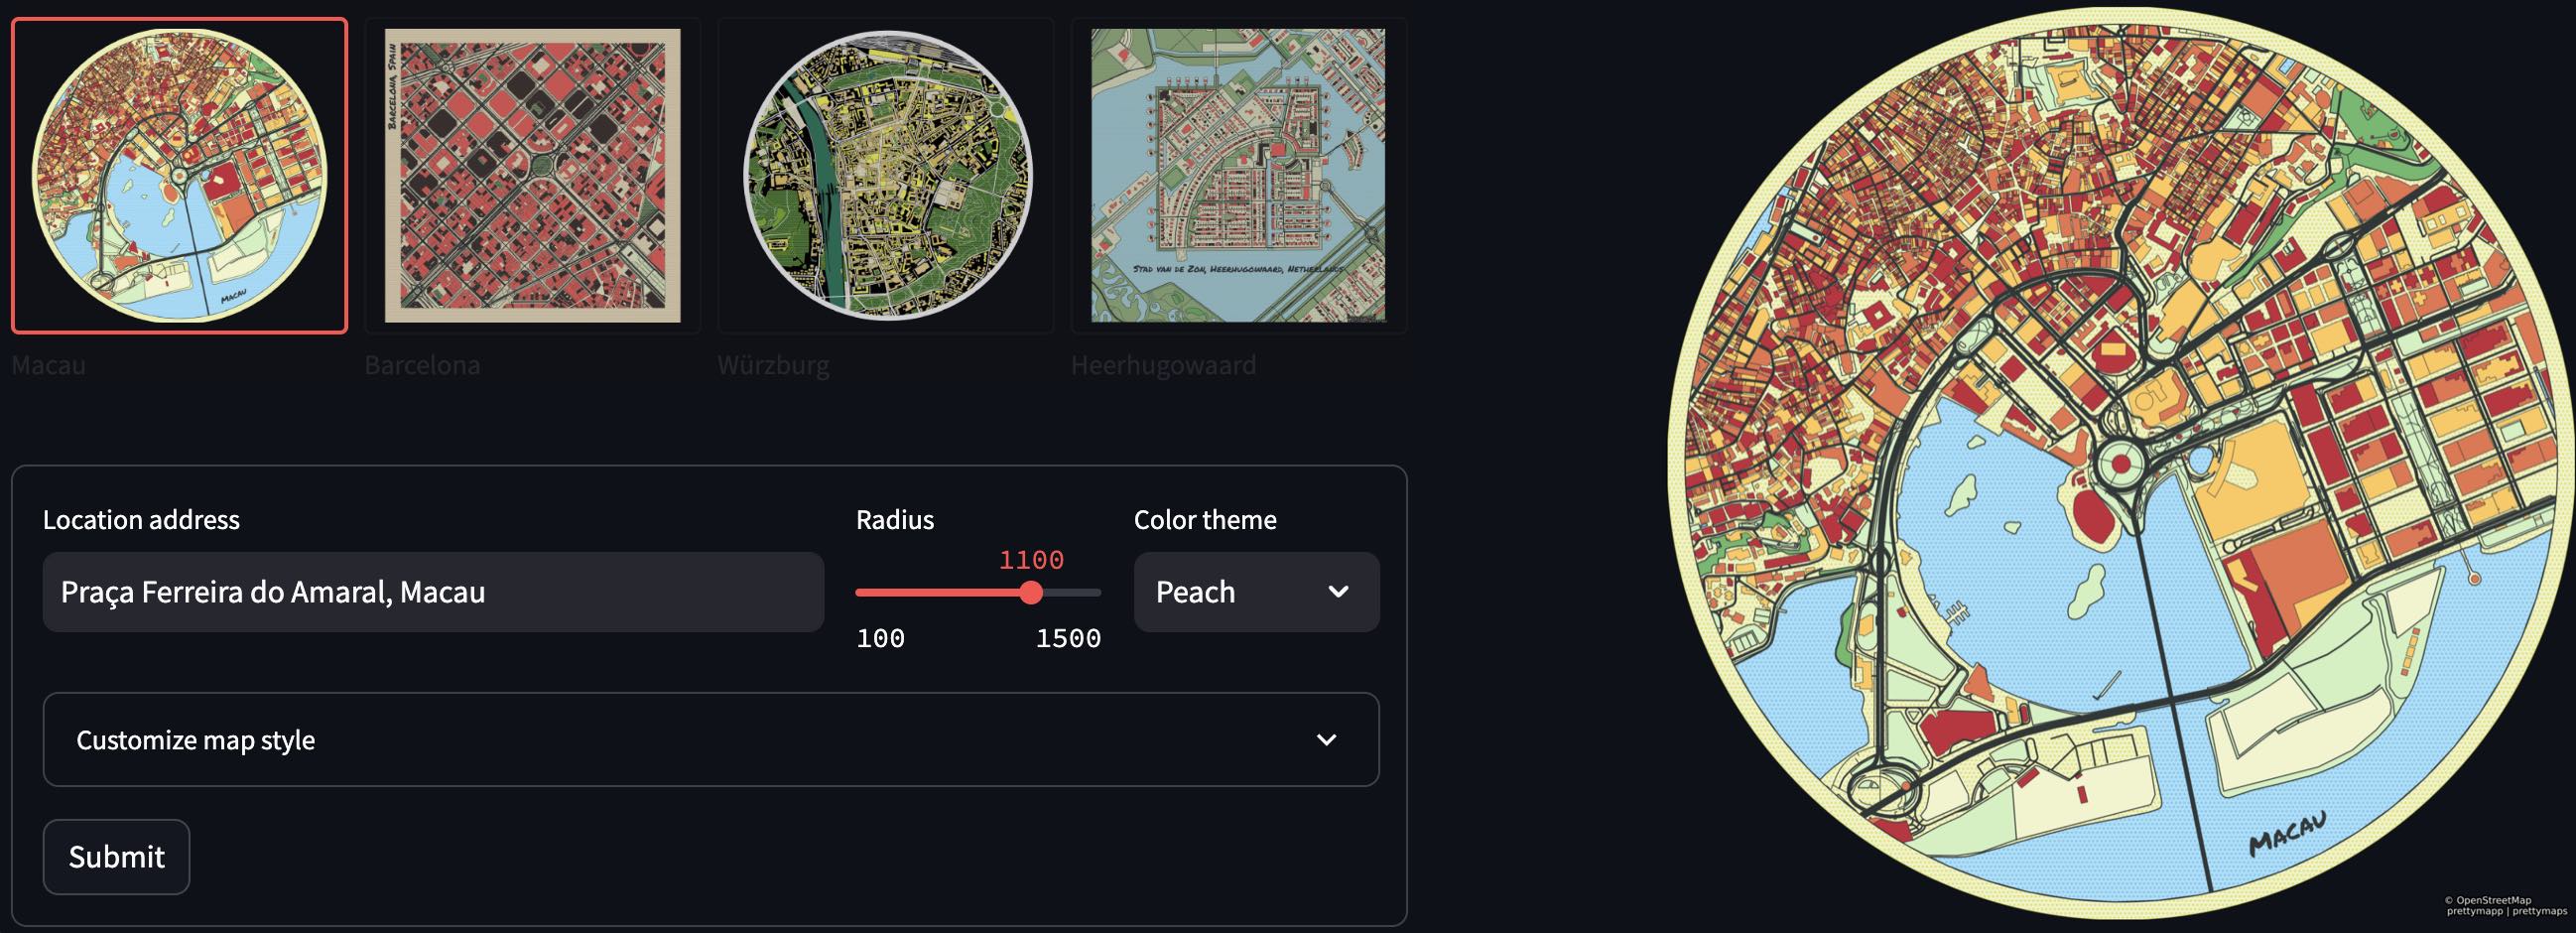 MACAU
BARCELONA, SPAIN
STAD VAN DE ZON, HEERHUGOWAARD, NETHERLANDS
Macau
Barcelona
Würzburg
Heerhugowaard
Location address
Radius
Color theme
1100
Praça Ferreira do Amaral, Macau
Peach
100
1500
Customize map style
Submit
MACAU
© OpenStreetMap
prettymapp | prettymaps